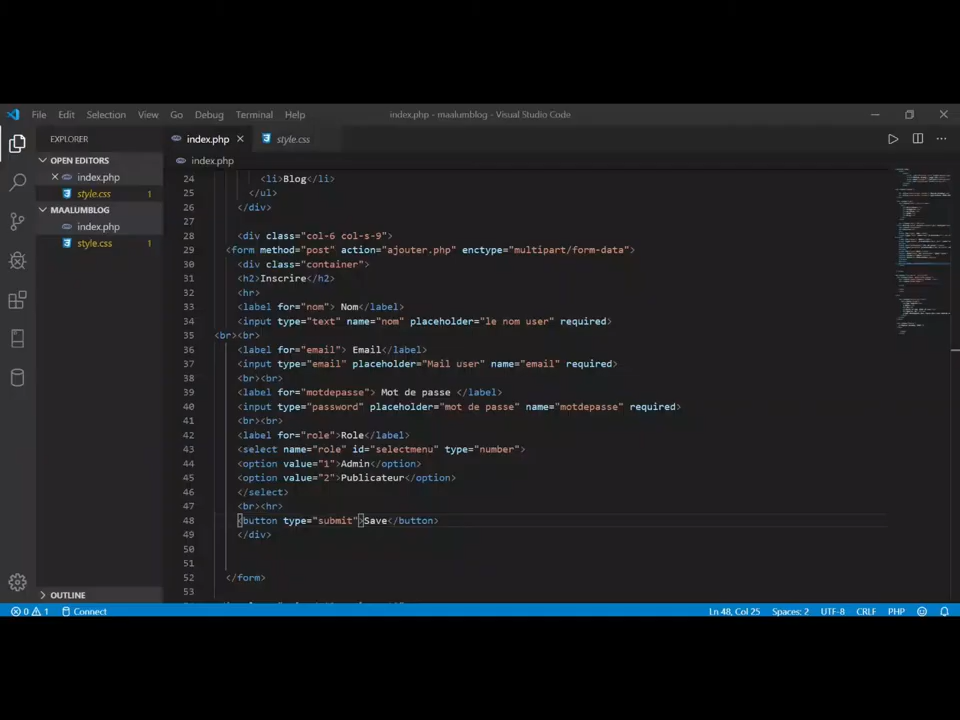 File Edit Selection View Go Debug Terminal Help index.php - maalumblog - Visual Studio Code
EXPLORER
OPEN EDITORS
index.php
style.css 1
MAALUMBLOG
index.php
style.css 1
OUTLINE
index.php style.css
index.php
24 <li>Blog</li>
25 </ul>
26 </div>
27
28 <div class="col-6 col-s-9">
29 <form method="post" action="ajouter.php" enctype="multipart/form-data">
30 <div class="container">
31 <h2>Inscrire</h2>
32 <hr>
33 <label for="nom"> Nom</label>
34 <input type="text" name="nom" placeholder="le nom user" required>
35 <br><br>
36 <label for="email"> Email</label>
37 <input type="email" placeholder="Mail user" name="email" required>
38 <br><br>
39 <label for="motdepasse"> Mot de passe </label>
40 <input type="password" placeholder="mot de passe" name="motdepasse" required>
41 <br><br>
42 <label for="role">Role</label>
43 <select name="role" id="selectmenu" type="number">
44 <option value="1">Admin</option>
45 <option value="2">Publicateur</option>
46 </select>
47 <br><hr>
48 <button type="submit">Save</button>
49 </div>
50
51
52 </form>
53
0 1 Connect Ln 48, Col 25 Spaces: 2 UTF-8 CRLF PHP